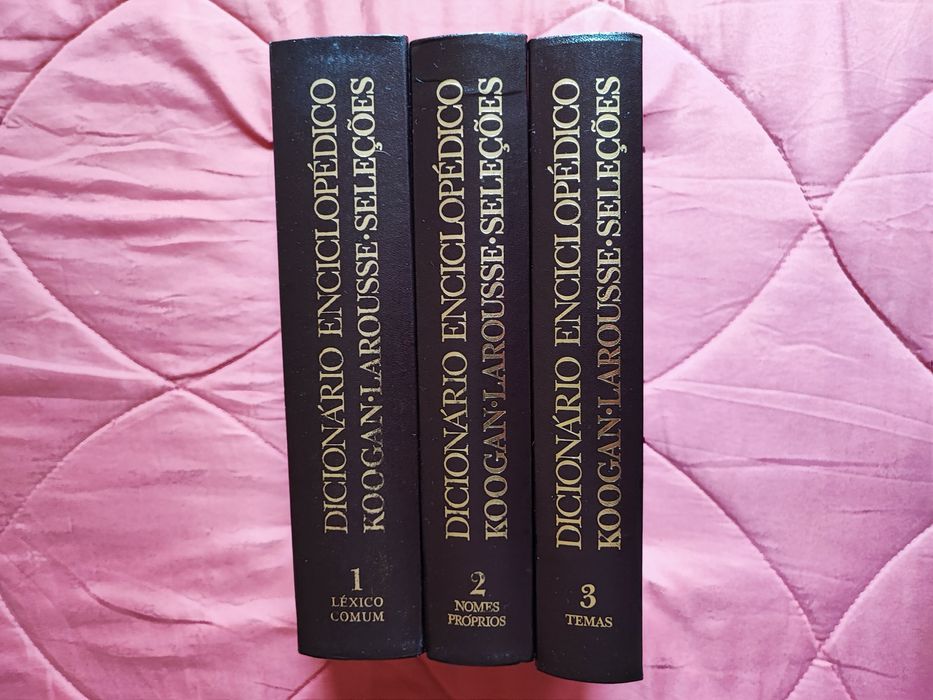 DICIONÁRIO ENCICLOPÉDICO
KOOGAN·LAROUSSE·SELEÇÕES
1
LÉXICO
COMUM
DICIONÁRIO ENCICLOPÉDICO
KOOGAN·LAROUSSE·SELEÇÕES
2
NOMES
PRÓPRIOS
DICIONÁRIO ENCICLOPÉDICO
KOOGAN·LAROUSSE·SELEÇÕES
3
TEMAS